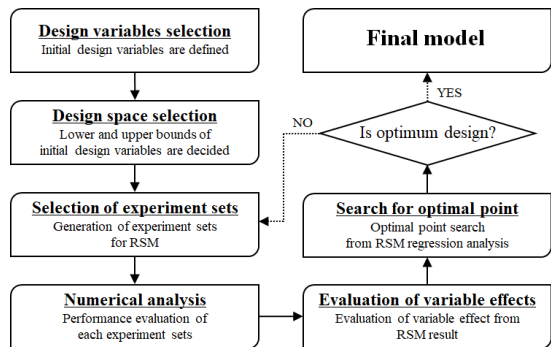 Design variables selection
Initial design variables are defined
Design space selection
Lower and upper bounds of
initial design variables are decided
Selection of experiment sets
Generation of experiment sets
for RSM
Numerical analysis
Performance evaluation of
each experiment sets
Evaluation of variable effects
Evaluation of variable effect from
RSM result
Search for optimal point
Optimal point search
from RSM regression analysis
Is optimum design?
NO
YES
Final model